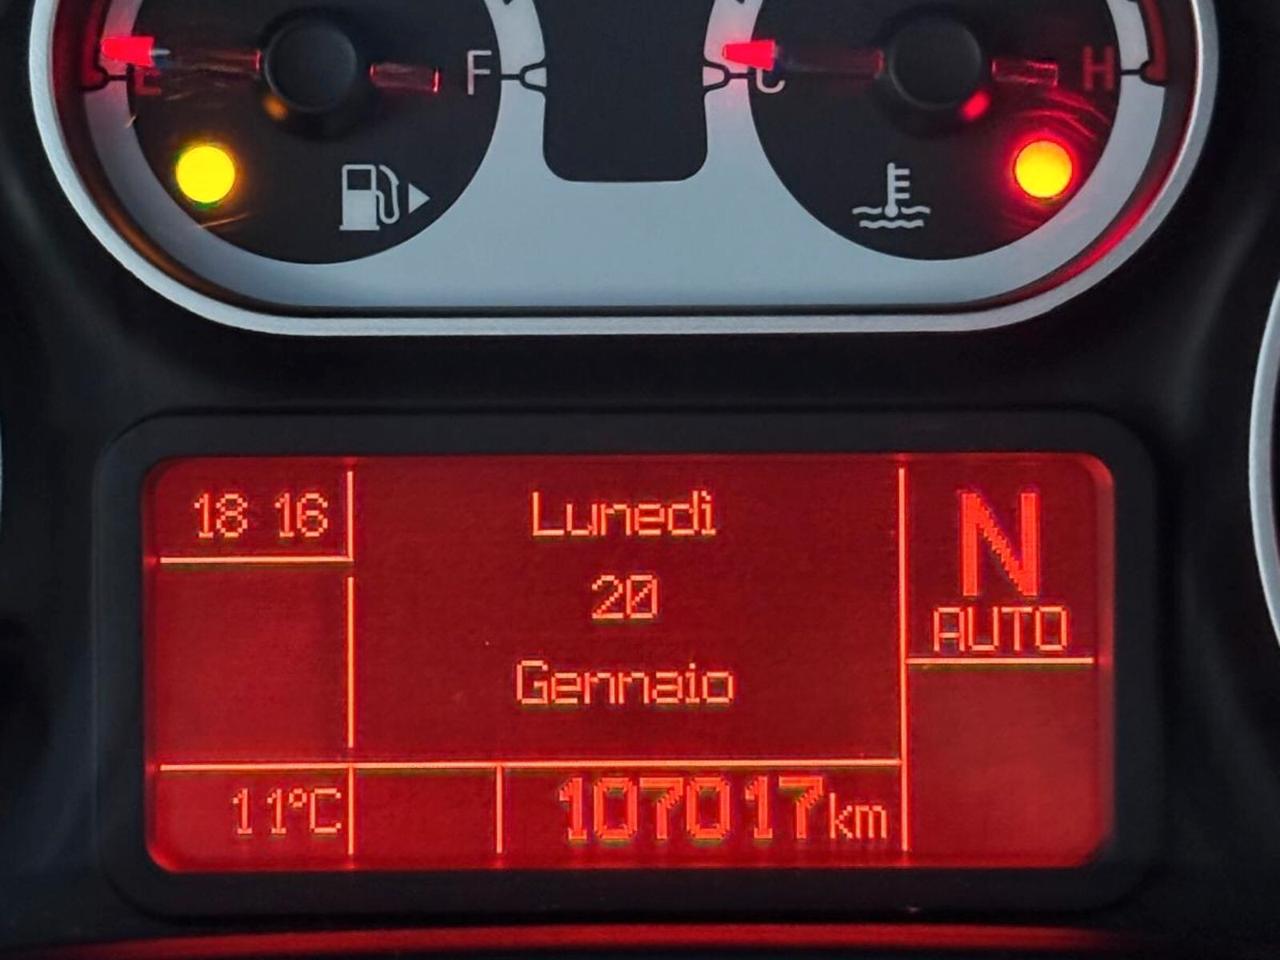 E F C H
18 16
Lunedì
20
Gennaio
N
AUTO
11°C
107017km